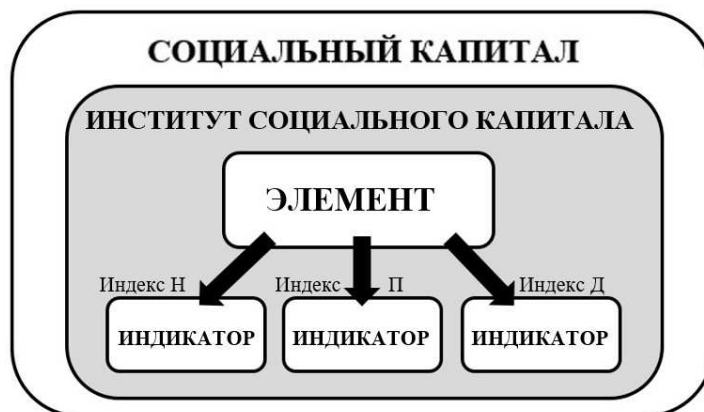 СОЦИАЛЬНЫЙ КАПИТАЛ
ИНСТИТУТ СОЦИАЛЬНОГО КАПИТАЛА
ЭЛЕМЕНТ
Индекс Н Индекс П Индекс Д
ИНДИКАТОР ИНДИКАТОР ИНДИКАТОР